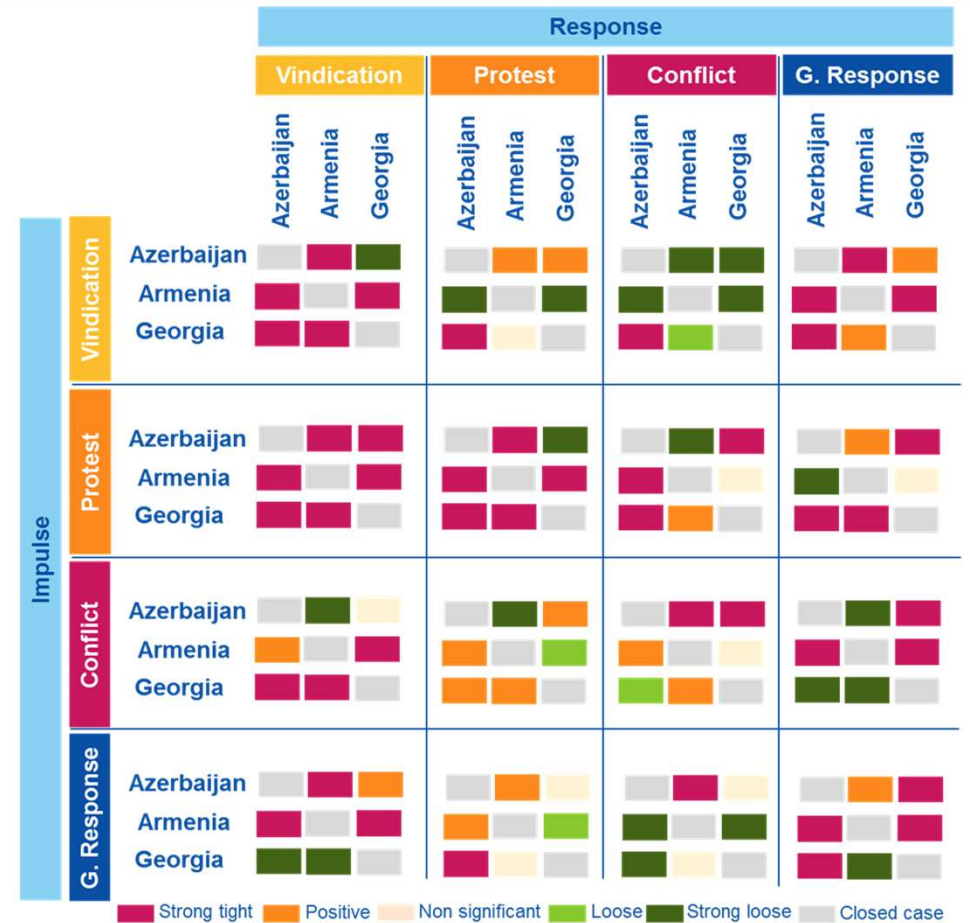 Response
Vindication Protest Conflict G. Response
Azerbaijan Armenia Georgia Azerbaijan Armenia Georgia Azerbaijan Armenia Georgia Azerbaijan Armenia Georgia
Impulse
Vindication
Azerbaijan
Armenia
Georgia
Protest
Azerbaijan
Armenia
Georgia
Conflict
Azerbaijan
Armenia
Georgia
G. Response
Azerbaijan
Armenia
Georgia
Strong tight Positive Non significant Loose Strong loose Closed case